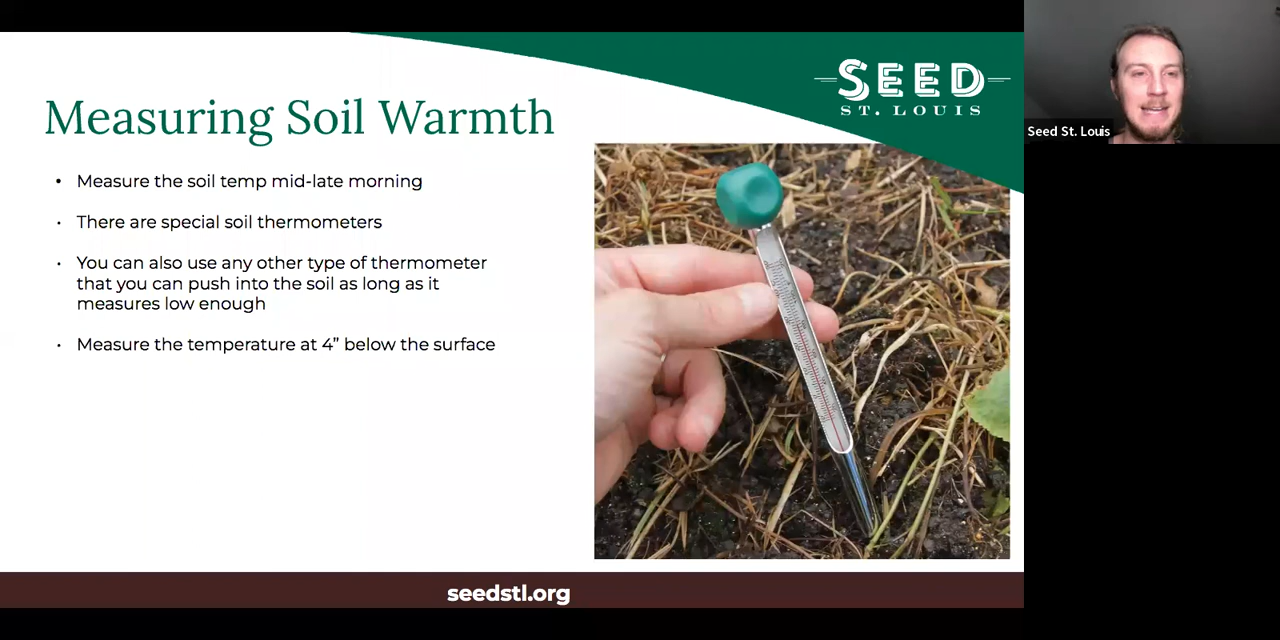 SEED
ST. LOUIS
Measuring Soil Warmth
• Measure the soil temp mid-late morning
• There are special soil thermometers
• You can also use any other type of thermometer
that you can push into the soil as long as it
measures low enough
• Measure the temperature at 4” below the surface
seedstl.org
Seed St. Louis